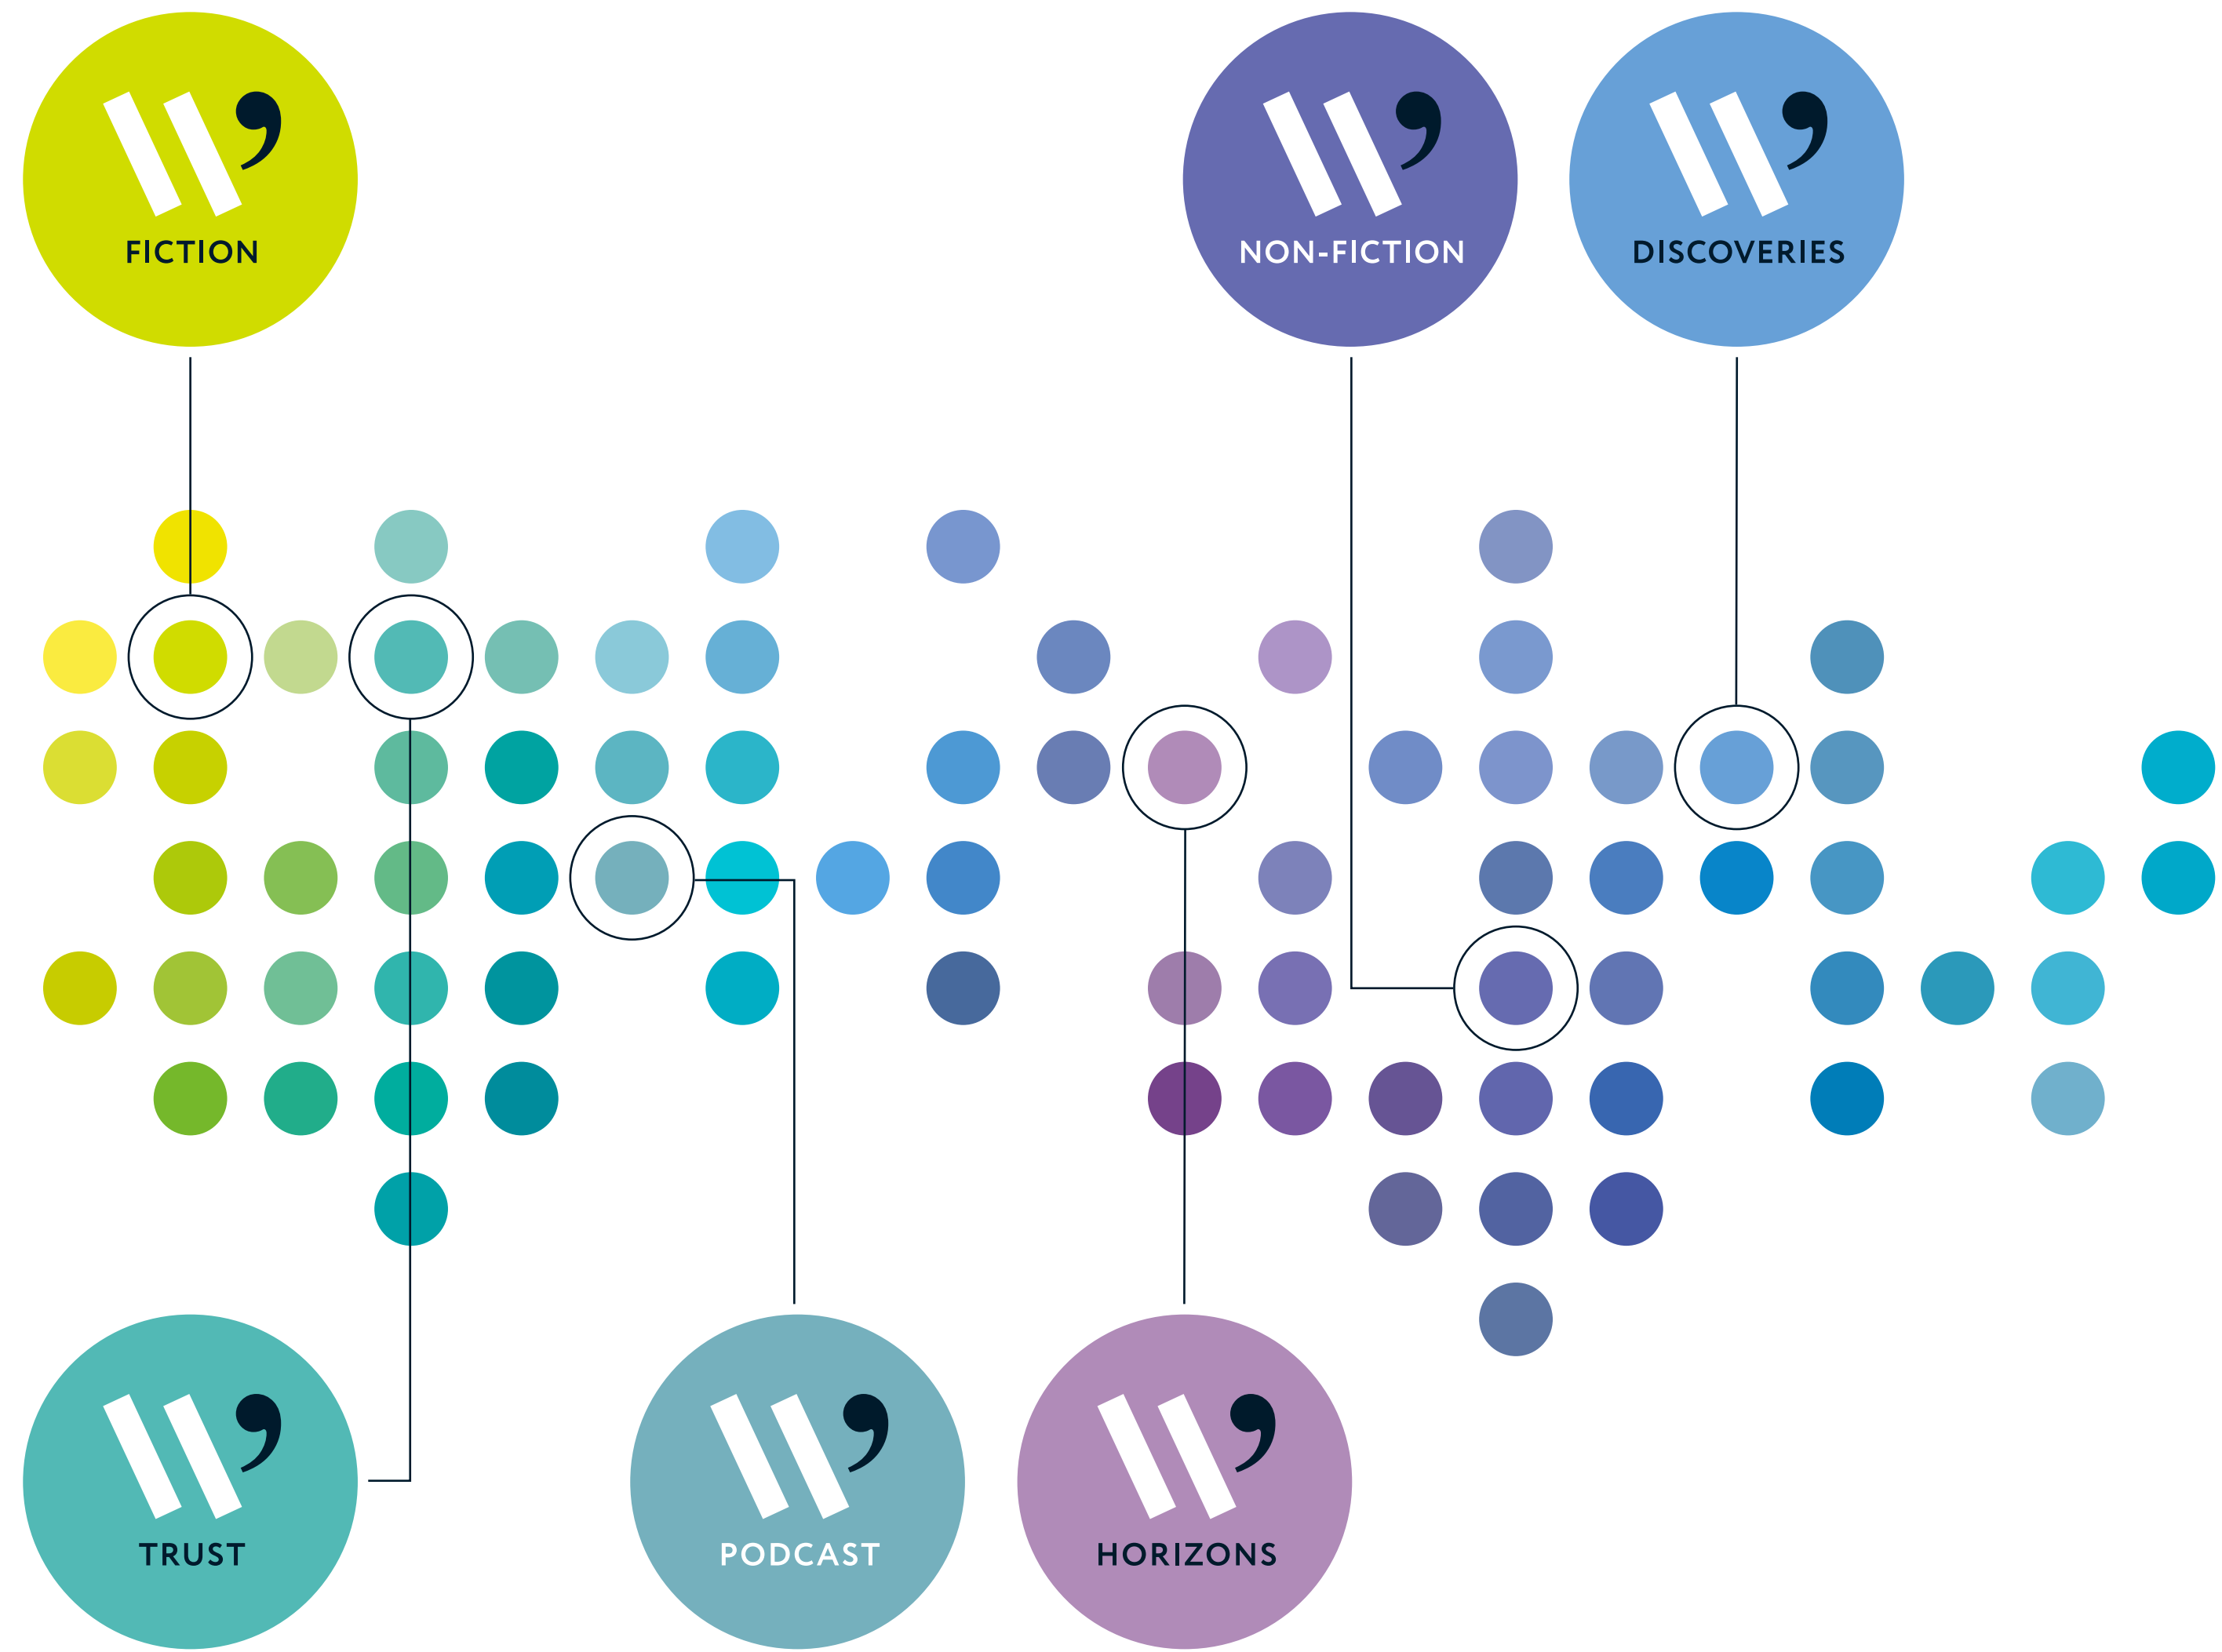 FICTION
NON-FICTION
DISCOVERIES
TRUST
PODCAST
HORIZONS